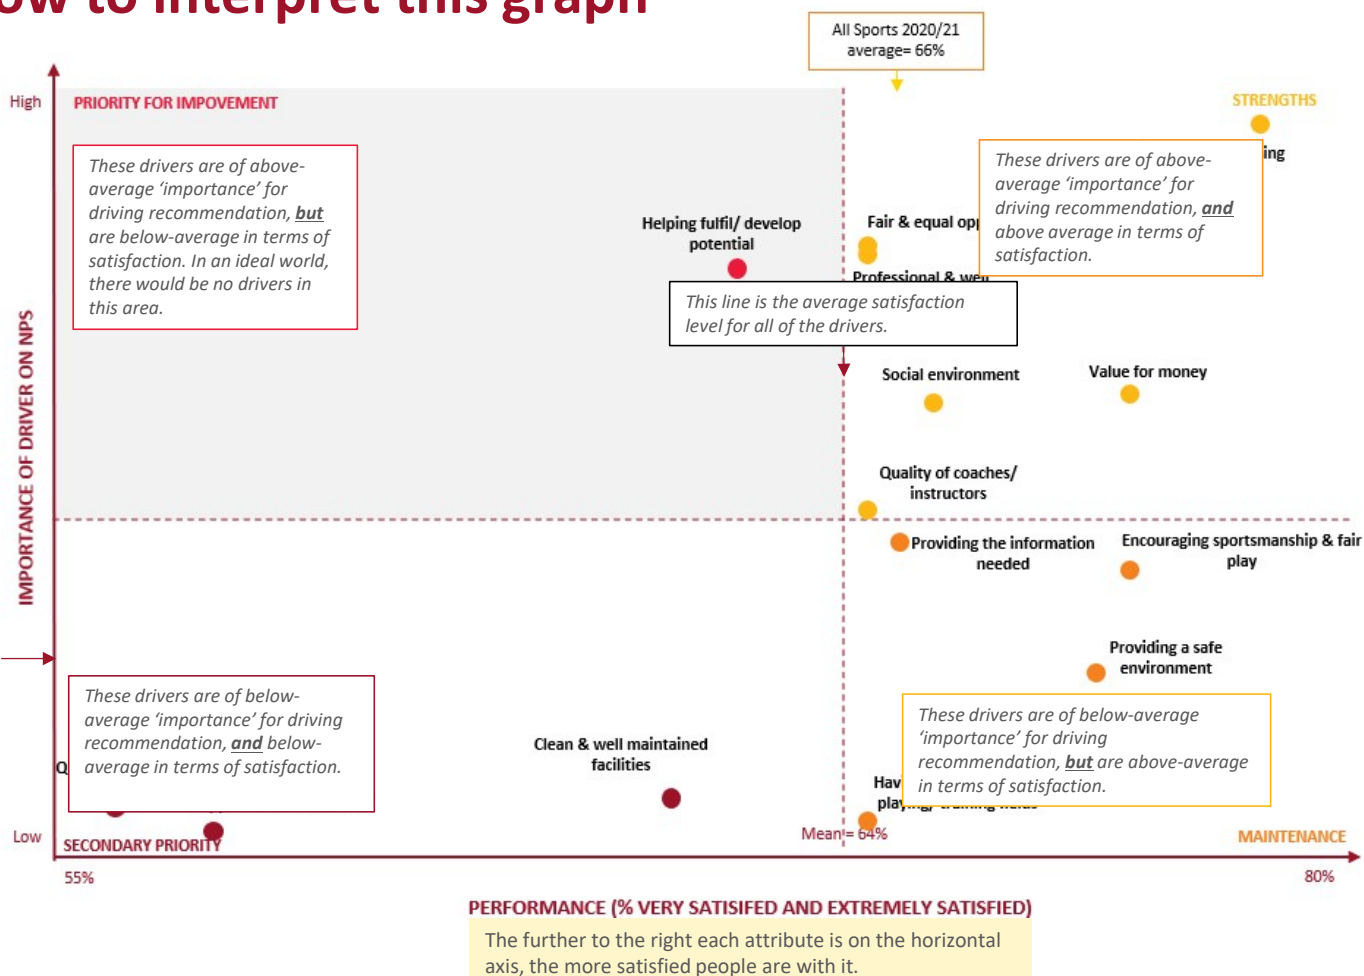 ow to interpret this graph
All Sports 2020/21
average= 66%
High
PRIORITY FOR IMPOVEMENT
STRENGTHS
These drivers are of above-
average ‘importance’ for
driving recommendation, but
are below-average in terms of
satisfaction. In an ideal world,
there would be no drivers in
this area.
These drivers are of above-
average ‘importance’ for
driving recommendation, and
above average in terms of
satisfaction.
ing
Helping fulfil/ develop
potential
Fair & equal opp
Professional & well
This line is the average satisfaction
level for all of the drivers.
IMPORTANCE OF DRIVER ON NPS
Social environment
Value for money
Quality of coaches/
instructors
Providing the information
needed
Encouraging sportsmanship & fair
play
Providing a safe
environment
These drivers are of below-
average ‘importance’ for driving
recommendation, and below-
average in terms of satisfaction.
Q
Clean & well maintained
facilities
These drivers are of below-average
‘importance’ for driving
recommendation, but are above-average
in terms of satisfaction.
Hav
playing/ training fields
Low
SECONDARY PRIORITY
Mean = 64%
MAINTENANCE
55%
80%
PERFORMANCE (% VERY SATISIFED AND EXTREMELY SATISFIED)
The further to the right each attribute is on the horizontal
axis, the more satisfied people are with it.